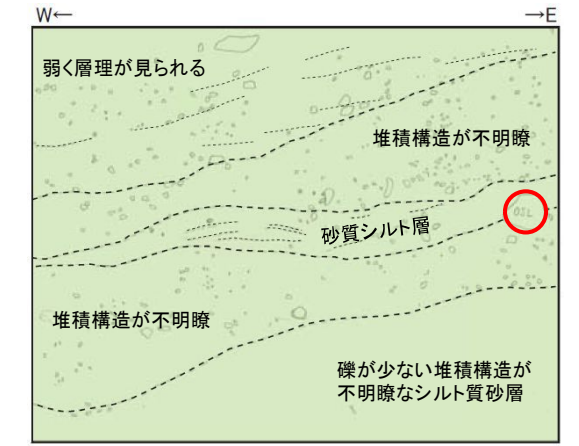 W←
→E
弱く層理が見られる
堆積構造が不明瞭
OSL
砂質シルト層
堆積構造が不明瞭
礫が少ない堆積構造が
不明瞭なシルト質砂層